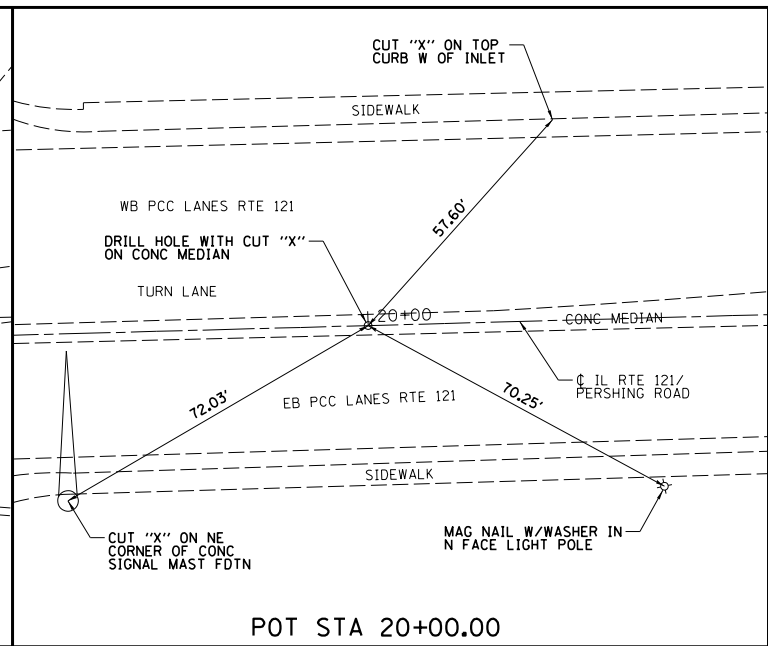 CUT "X" ON TOP
CURB W OF INLET
SIDEWALK
57.60'
WB PCC LANES RTE 121
DRILL HOLE WITH CUT "X"
ON CONC MEDIAN
TURN LANE
20+00
CONC MEDIAN
℄ IL RTE 121/
PERSHING ROAD
72.03'
EB PCC LANES RTE 121
70.25'
SIDEWALK
CUT "X" ON NE
CORNER OF CONC
SIGNAL MAST FDTN
MAG NAIL W/WASHER IN
N FACE LIGHT POLE
POT STA 20+00.00